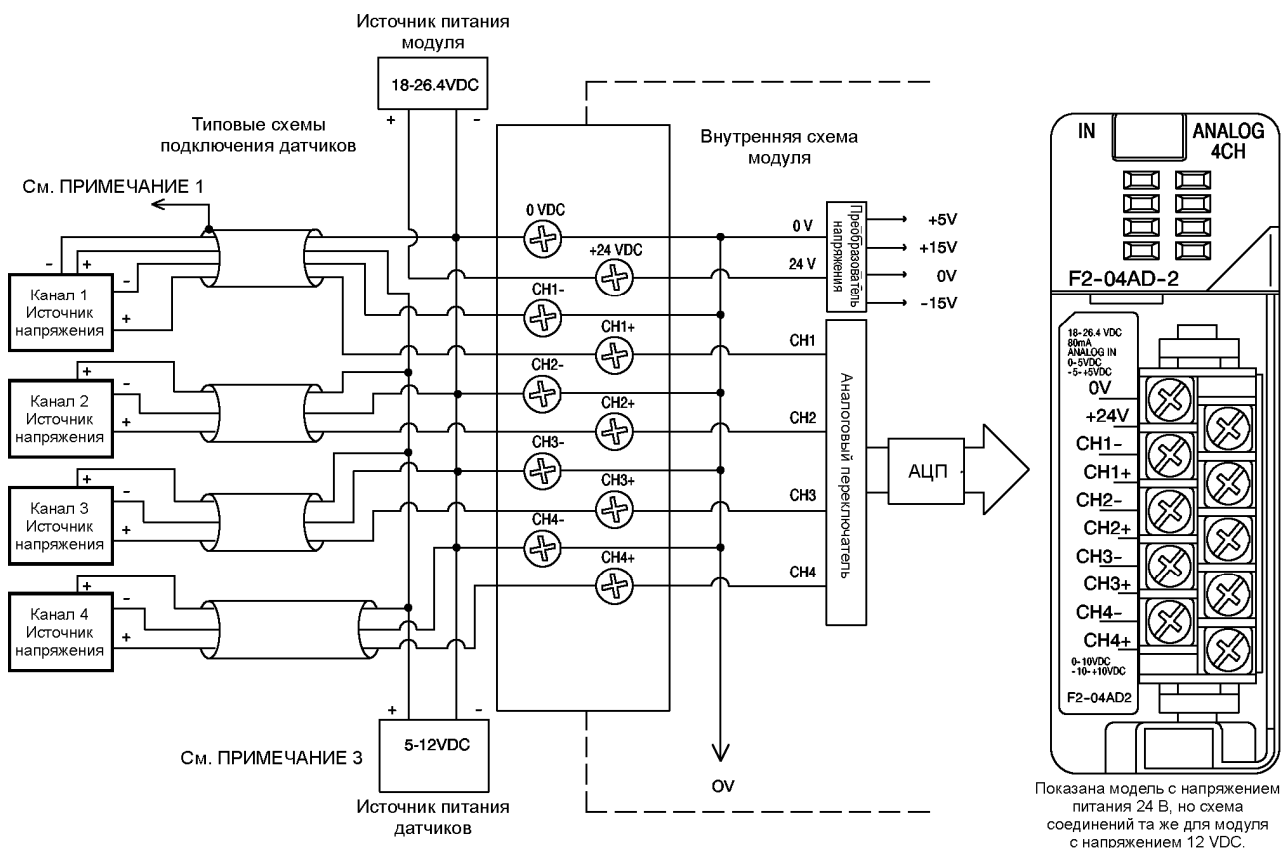 Источник питания
модуля
18-26.4VDC
+ -
Типовые схемы
подключения датчиков
См. ПРИМЕЧАНИЕ 1
Внутренняя схема
модуля
0 VDC
+24 VDC
CH1-
CH1+
CH2-
CH2+
CH3-
CH3+
CH4-
CH4+
0 V
24 V
CH1
CH2
CH3
CH4
Преобразователь
напряжения
+5V
+15V
0V
-15V
Аналоговый переключатель
АЦП
0V
- +
Канал 1
Источник
напряжения
-
+
+
Канал 2
Источник
напряжения
-
+
+
Канал 3
Источник
напряжения
-
+
+
Канал 4
Источник
напряжения
-
+
+ -
5-12VDC
См. ПРИМЕЧАНИЕ 3
Источник питания
датчиков
IN ANALOG
4CH
F2-04AD-2
18-26.4 VDC
80mA
ANALOG IN
0-5VDC
-5-+5VDC
0V
+24V
CH1-
CH1+
CH2-
CH2+
CH3-
CH3+
CH4-
CH4+
0-10VDC
-10-+10VDC
F2-04AD2
Показана модель с напряжением
питания 24 В, но схема
соединений та же для модуля
с напряжением 12 VDC.